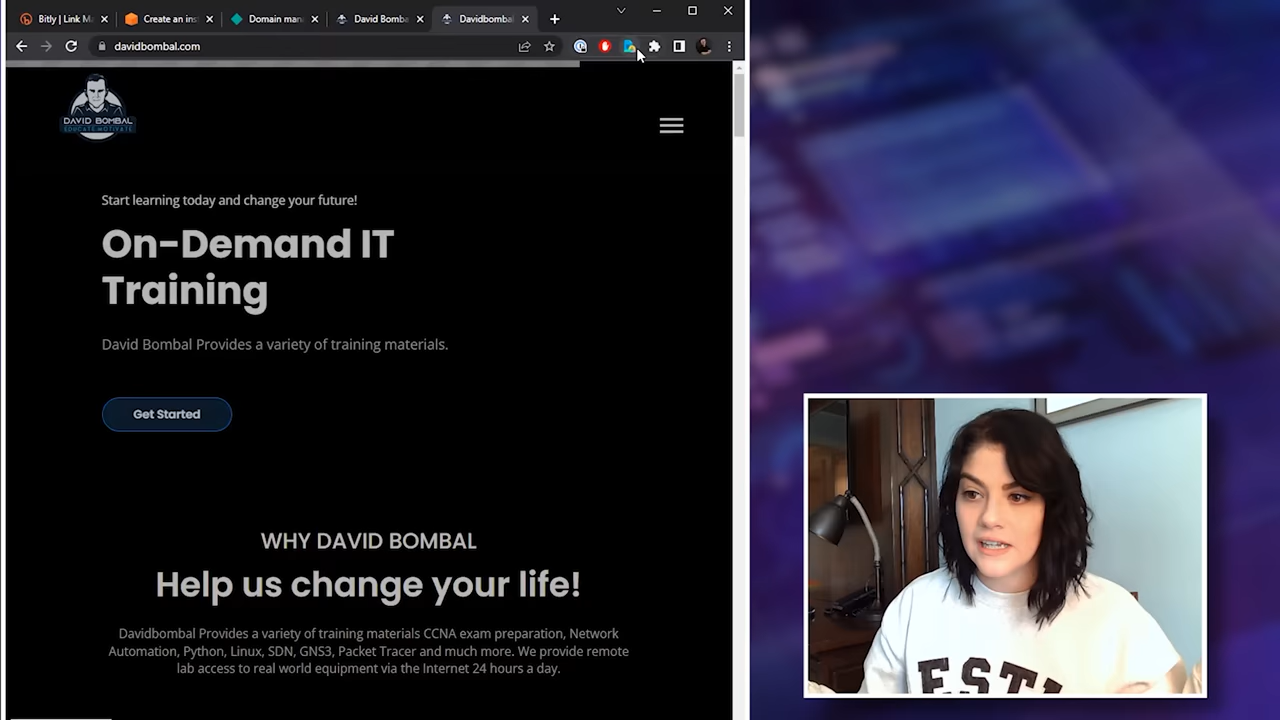 Bitly | Link M
Create an ins
Domain man
David Bomba
Davidbombal
davidbombal.com
DAVID BOMBAL
EDUCATE MOTIVATE
Start learning today and change your future!
On-Demand IT
Training
David Bombal Provides a variety of training materials.
Get Started
WHY DAVID BOMBAL
Help us change your life!
Davidbombal Provides a variety of training materials CCNA exam preparation, Network
Automation, Python, Linux, SDN, GNS3, Packet Tracer and much more. We provide remote
lab access to real world equipment via the Internet 24 hours a day.